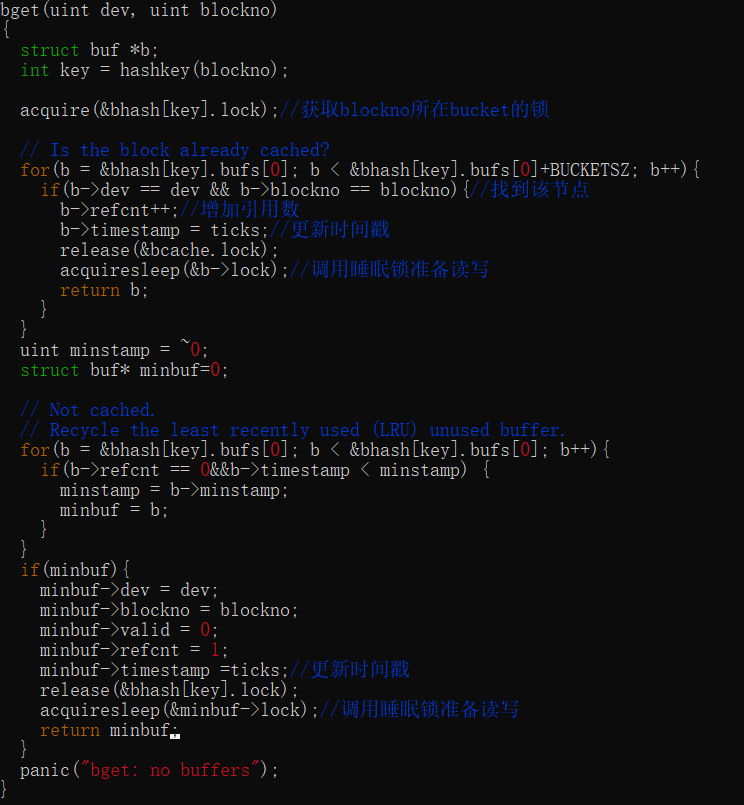 bget(uint dev, uint blockno)
{
  struct buf *b;
  int key = hashkey(blockno);

  acquire(&bhash[key].lock);//获取blockno所在bucket的锁

  // Is the block already cached?
  for(b = &bhash[key].bufs[0]; b < &bhash[key].bufs[0]+BUCKETSZ; b++){
    if(b->dev == dev && b->blockno == blockno){//找到该节点
      b->refcnt++;//增加引用数
      b->timestamp = ticks;//更新时间戳
      release(&bcache.lock);
      acquiresleep(&b->lock);//调用睡眠锁准备读写
      return b;
    }
  }
  uint minstamp = ~0;
  struct buf* minbuf=0;

  // Not cached.
  // Recycle the least recently used (LRU) unused buffer.
  for(b = &bhash[key].bufs[0]; b < &bhash[key].bufs[0]; b++){
    if(b->refcnt == 0&&b->timestamp < minstamp) {
      minstamp = b->minstamp;
      minbuf = b;
    }
  }
  if(minbuf){
    minbuf->dev = dev;
    minbuf->blockno = blockno;
    minbuf->valid = 0;
    minbuf->refcnt = 1;
    minbuf->timestamp =ticks;//更新时间戳
    release(&bhash[key].lock);
    acquiresleep(&minbuf->lock);//调用睡眠锁准备读写
    return minbuf;
  }
  panic("bget: no buffers");
}